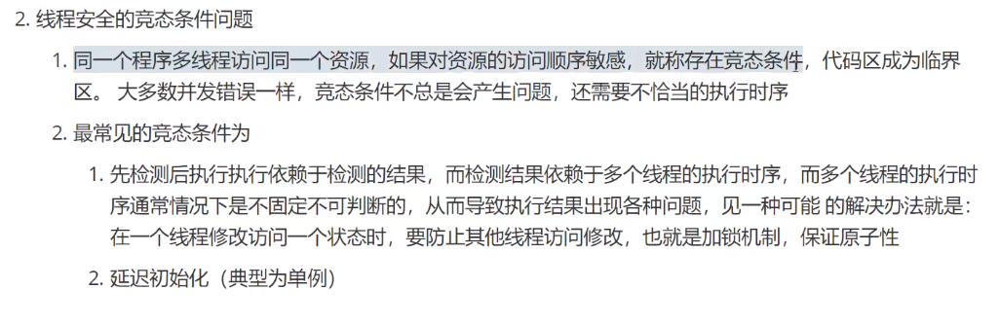 2. 线程安全的竞态条件问题
1. 同一个程序多线程访问同一个资源，如果对资源的访问顺序敏感，就称存在竞态条件，代码区成为临界
区。 大多数并发错误一样，竞态条件不总是会产生问题，还需要不恰当的执行时序
2. 最常见的竞态条件为
1. 先检测后执行执行依赖于检测的结果，而检测结果依赖于多个线程的执行时序，而多个线程的执行时
序通常情况下是不固定不可判断的，从而导致执行结果出现各种问题，见一种可能 的解决办法就是：
在一个线程修改访问一个状态时，要防止其他线程访问修改，也就是加锁机制，保证原子性
2. 延迟初始化（典型为单例）